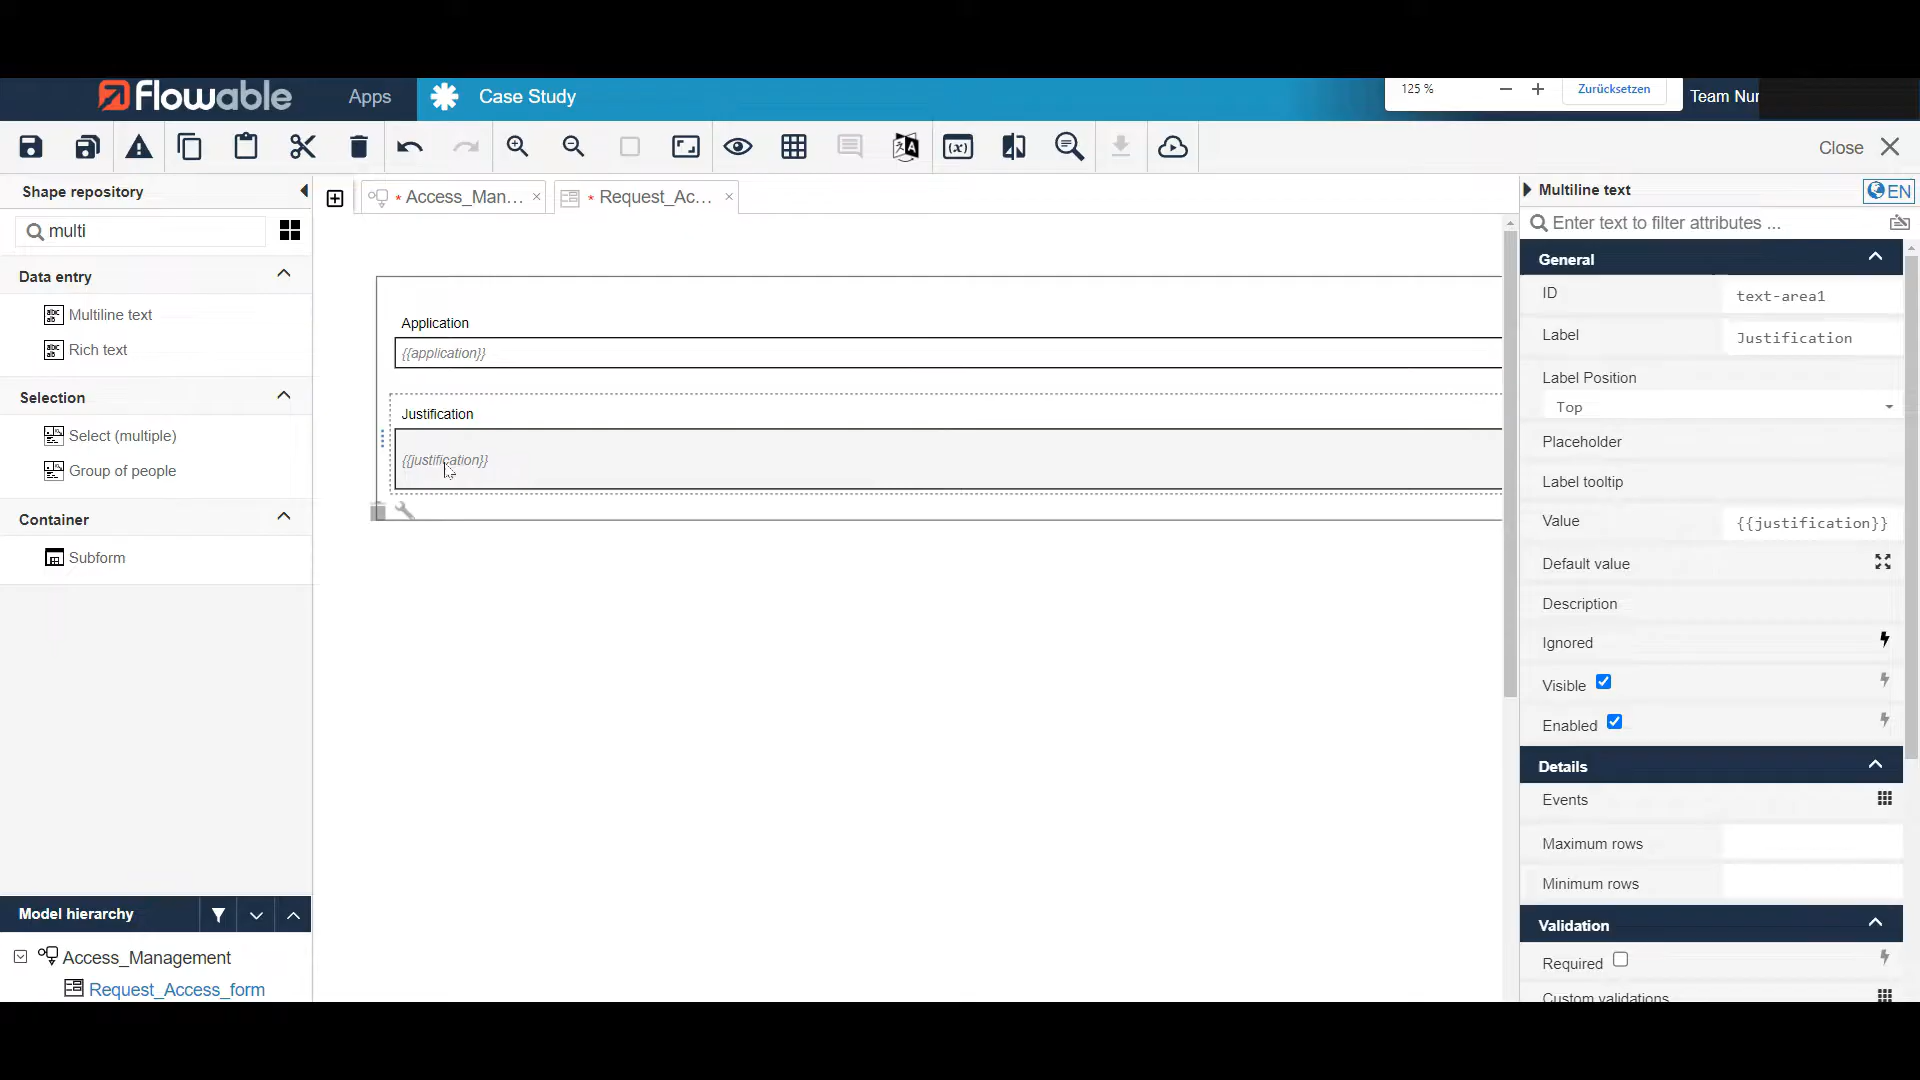 flowable
Apps
Case Study
125 %
Zurücksetzen
Team Nu
Close
Shape repository
multi
Data entry
Multiline text
Rich text
Selection
Select (multiple)
Group of people
Container
Subform
Model hierarchy
Access_Management
Request_Access_form
* Access_Man...
* Request_Ac...
Application
{{application}}
Justification
{{justification}}
Multiline text
EN
Enter text to filter attributes ...
General
ID
text-area1
Label
Justification
Label Position
Top
Placeholder
Label tooltip
Value
{{justification}}
Default value
Description
Ignored
Visible
Enabled
Details
Events
Maximum rows
Minimum rows
Validation
Required
Custom validations